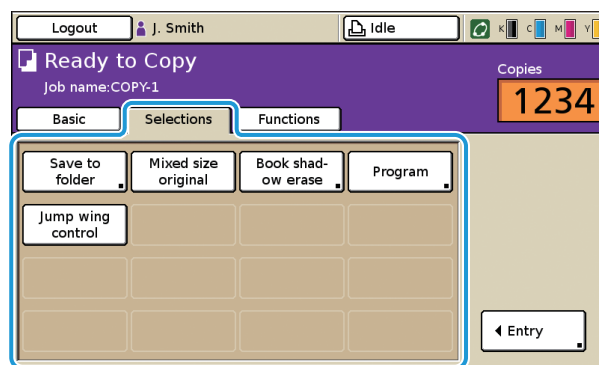 Logout J. Smith Idle K C M Y
Ready to Copy
Job name:COPY-1
Copies
1234
Basic Selections Functions
Save to
folder
Mixed size
original
Book shad-
ow erase
Program
Jump wing
control
Entry